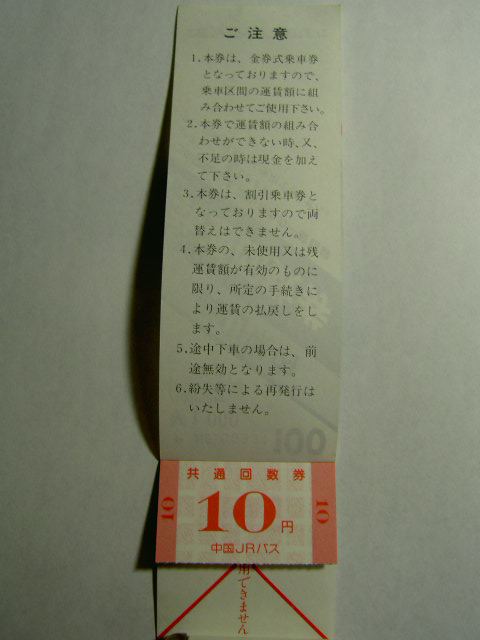 ご注意
1.本券は、金券式乗車券
となっておりますので、
乗車区間の運賃額に組
み合わせてご使用下さい。
2.本券で運賃額の組み合
わせができない時、又、
不足の時は現金を加え
て下さい。
3.本券は、割引乗車券と
なっておりますので両
替えはできません。
4.本券の、未使用又は残
運賃額が有効のものに
限り、所定の手続きに
より運賃の払戻しをし
ます。
5.途中下車の場合は、前
途無効となります。
6.紛失等による再発行は
いたしません。
共通回数券
10
10円
10
中国JRバス
用できません